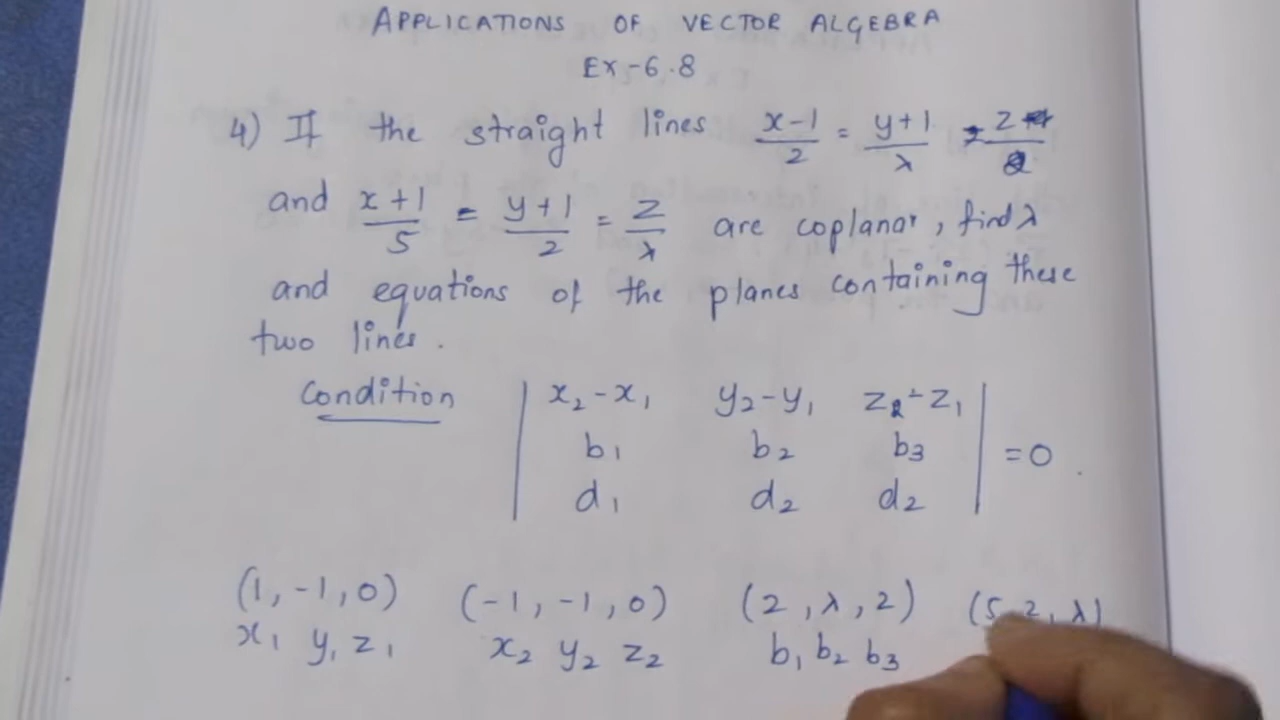 APPLICATIONS OF VECTOR ALGEBRA
Ex-6.8
4) If the straight lines (x-1)/2 = (y+1)/λ = z/2
and (x+1)/5 = (y+1)/2 = z/λ are coplanar, find λ
and equations of the planes containing these
two lines.
Condition | x₂-x₁ y₂-y₁ z₂-z₁ |
b₁ b₂ b₃ = 0
d₁ d₂ d₂
(1, -1, 0) (-1, -1, 0) (2, λ, 2) (5, 2, λ)
x₁ y₁ z₁ x₂ y₂ z₂ b₁ b₂ b₃